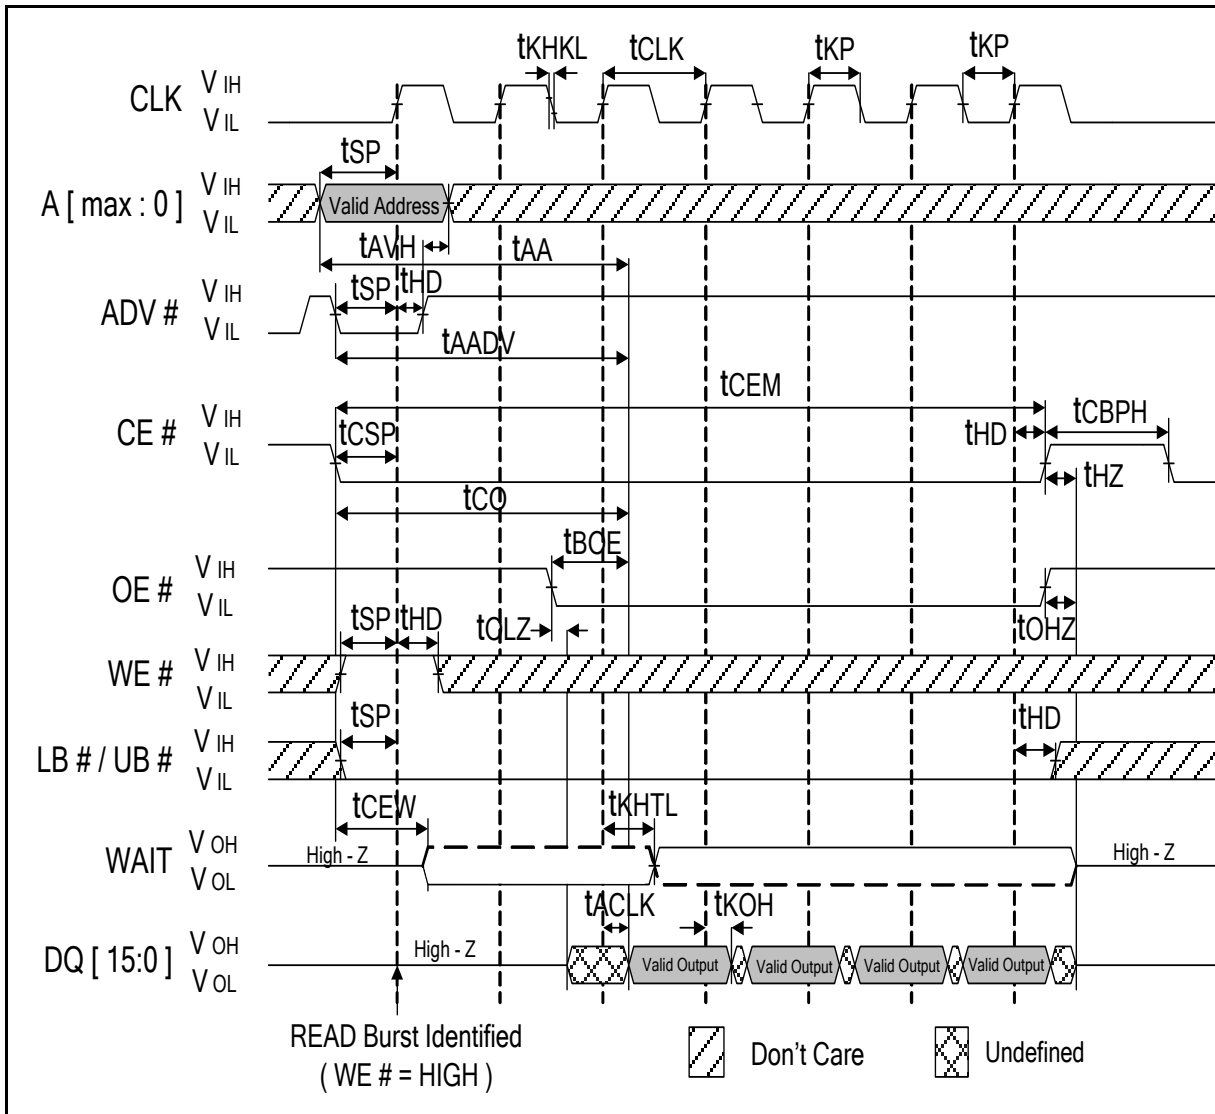 tKHKL tCLK tKP tKP
CLK V IH
V IL
tSP
A [ max : 0 ] V IH
V IL
Valid Address
tAVH tAA
ADV # V IH
V IL
tSP tHD
tAADV
tCEM
CE # V IH
V IL
tCSP tHD tCBPH
tHZ
tCO
tBOE
OE # V IH
V IL
tSP tHD tOLZ tOHZ
WE # V IH
V IL
tSP tHD
LB # / UB # V IH
V IL
tCEW tKHTL
WAIT V OH
V OL
High - Z High - Z
tACLK tKOH
DQ [ 15:0 ] V OH
V OL
High - Z
Valid Output Valid Output Valid Output Valid Output
READ Burst Identified
( WE # = HIGH )
Don't Care Undefined